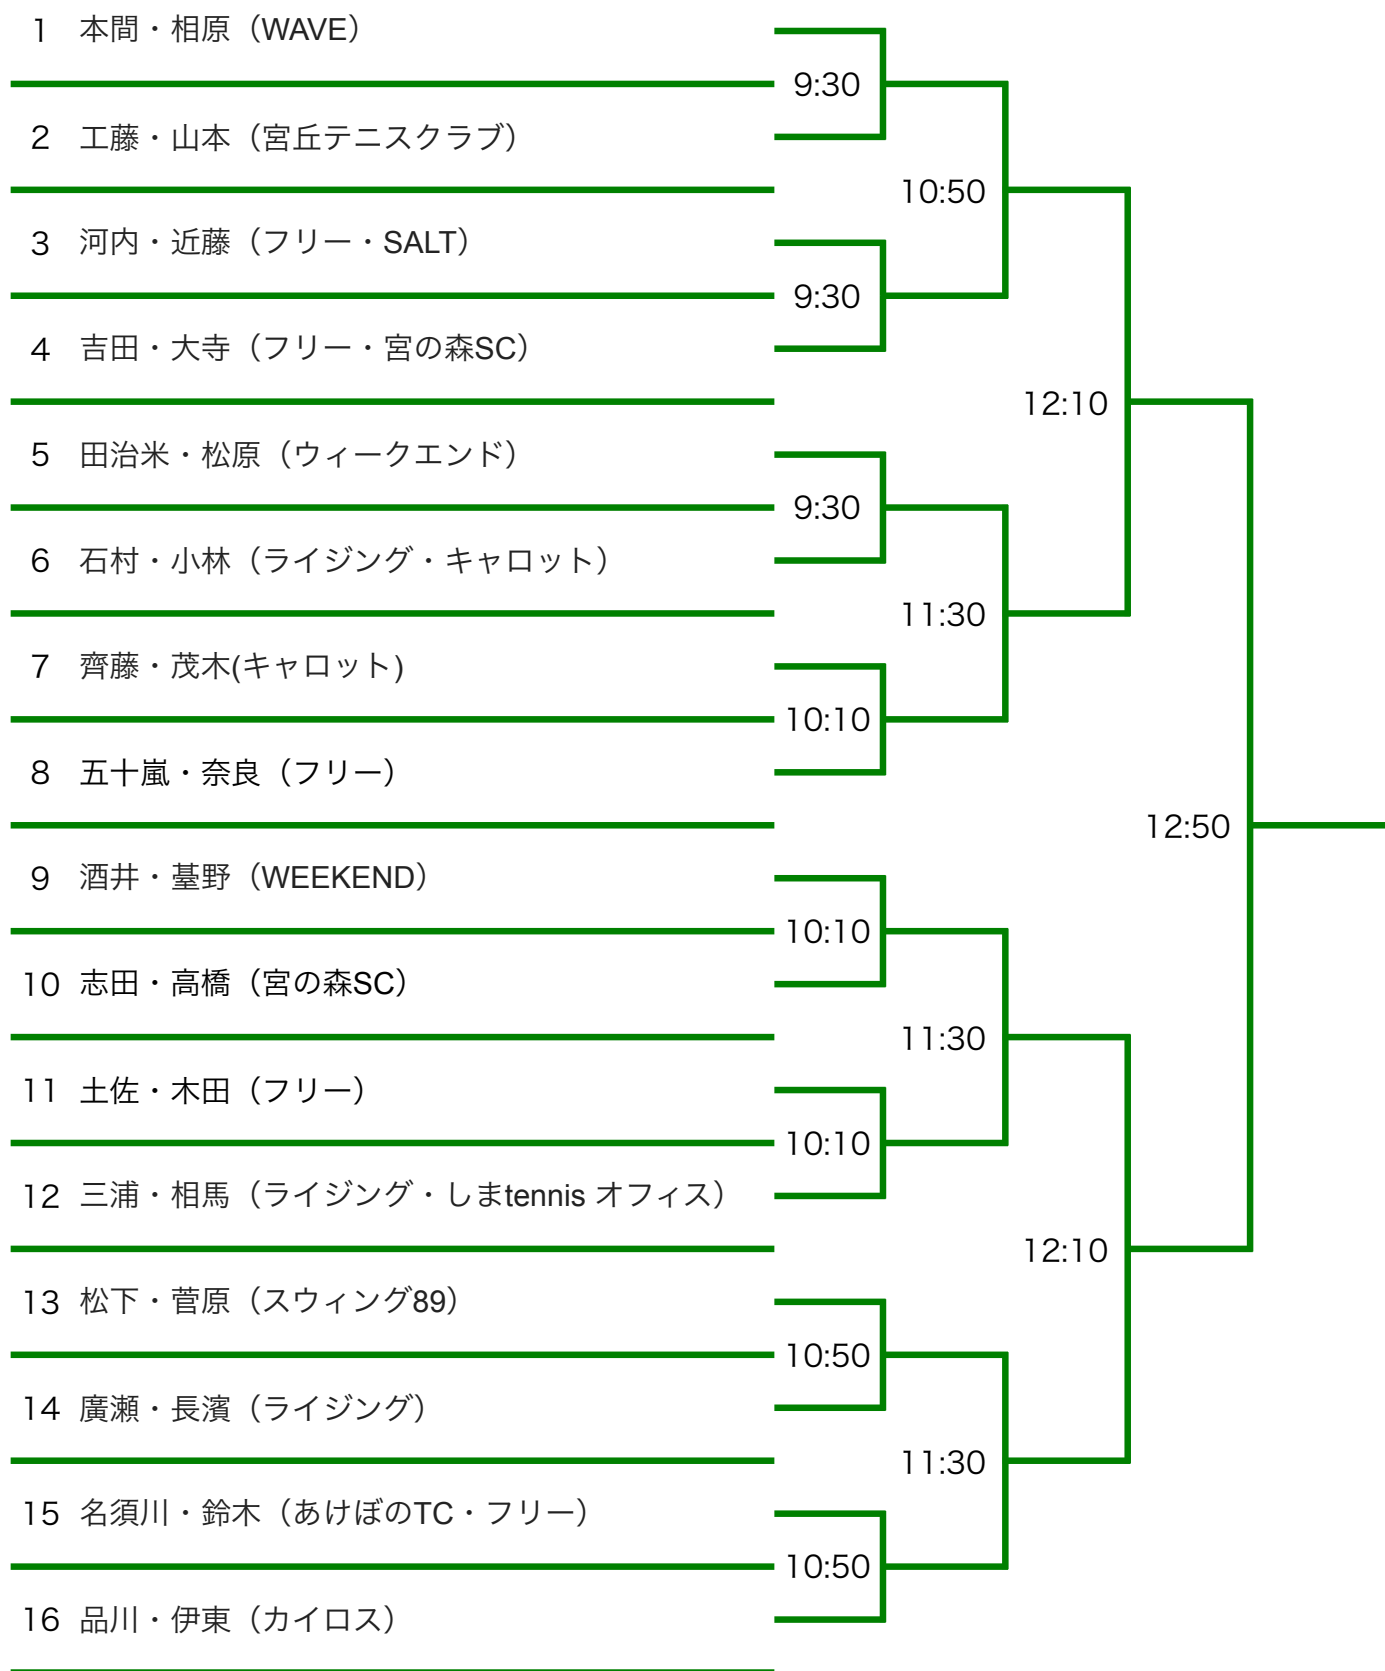 1 本間・相原（WAVE）
9:30
2 工藤・山本（宮丘テニスクラブ）
10:50
3 河内・近藤（フリー・SALT）
9:30
4 吉田・大寺（フリー・宮の森SC）
12:10
5 田治米・松原（ウィークエンド）
9:30
6 石村・小林（ライジング・キャロット）
11:30
7 齊藤・茂木(キャロット)
10:10
8 五十嵐・奈良（フリー）
12:50
9 酒井・墓野（WEEKEND）
10:10
10 志田・高橋（宮の森SC）
11:30
11 土佐・木田（フリー）
10:10
12 三浦・相馬（ライジング・しまtennis オフィス）
12:10
13 松下・菅原（スウィング89）
10:50
14 廣瀬・長濱（ライジング）
11:30
15 名須川・鈴木（あけぼのTC・フリー）
10:50
16 品川・伊東（カイロス）